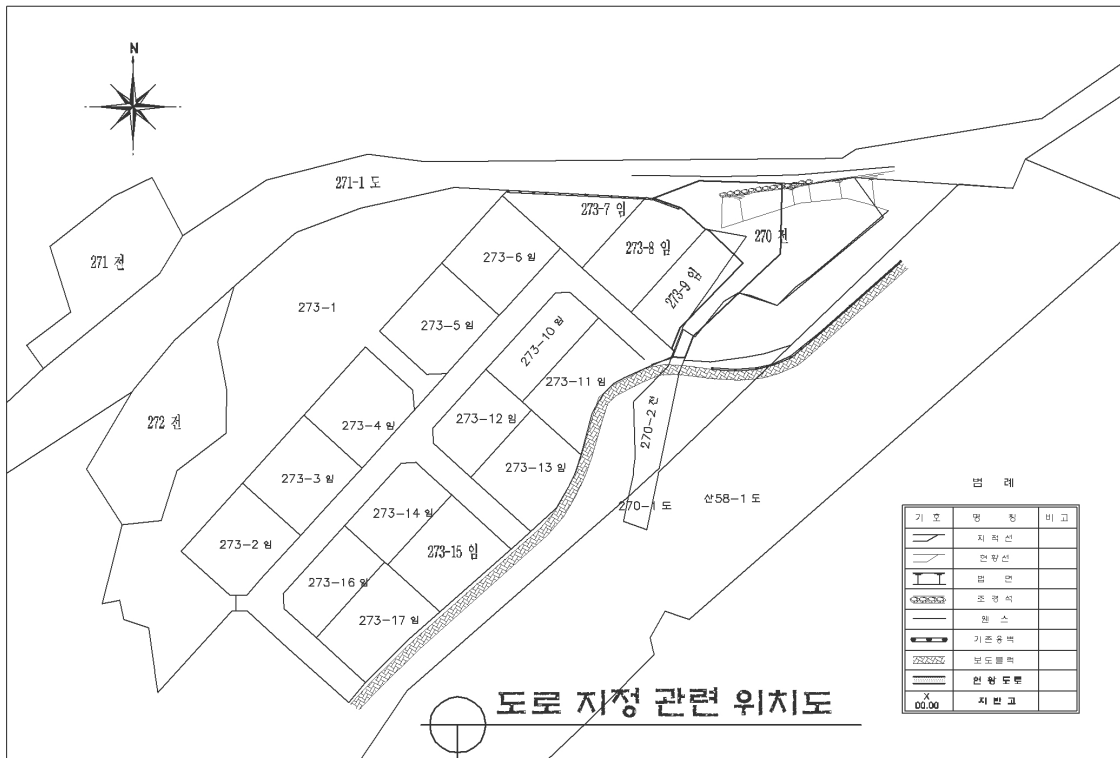 N
271-1 도
271 전
273-7 임
273-8 임
270 전
273-6 임
273-9 임
273-1
273-5 임
273-10 임
273-11 임
272 전
273-4 임
273-12 임
270-2 전
273-3 임
273-13 임
270-1 도
산58-1 도
273-14 임
273-2 임
273-15 임
273-16 임
273-17 임
범 례
기 호 명 칭 비 고
지 적 선
현황선
법 면
조 경 석
휀 스
기존옹벽
보도블럭
현 황 도 로
X
00.00 지 반 고
도로 지정 관련 위치도